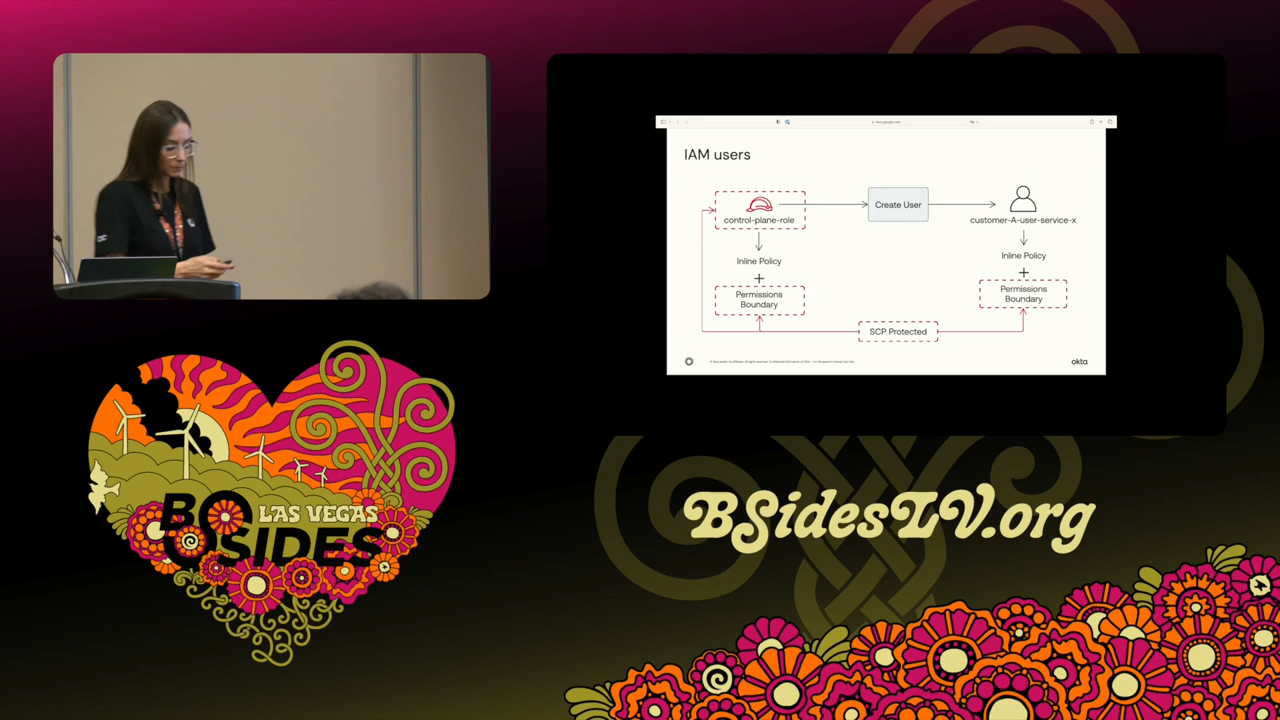 IAM users
control-plane-role
Create User
customer-A-user-service-x
Inline Policy
+
Permissions
Boundary
Inline Policy
+
Permissions
Boundary
SCP Protected
okta
BSIDES
LAS VEGAS
BSidesLV.org